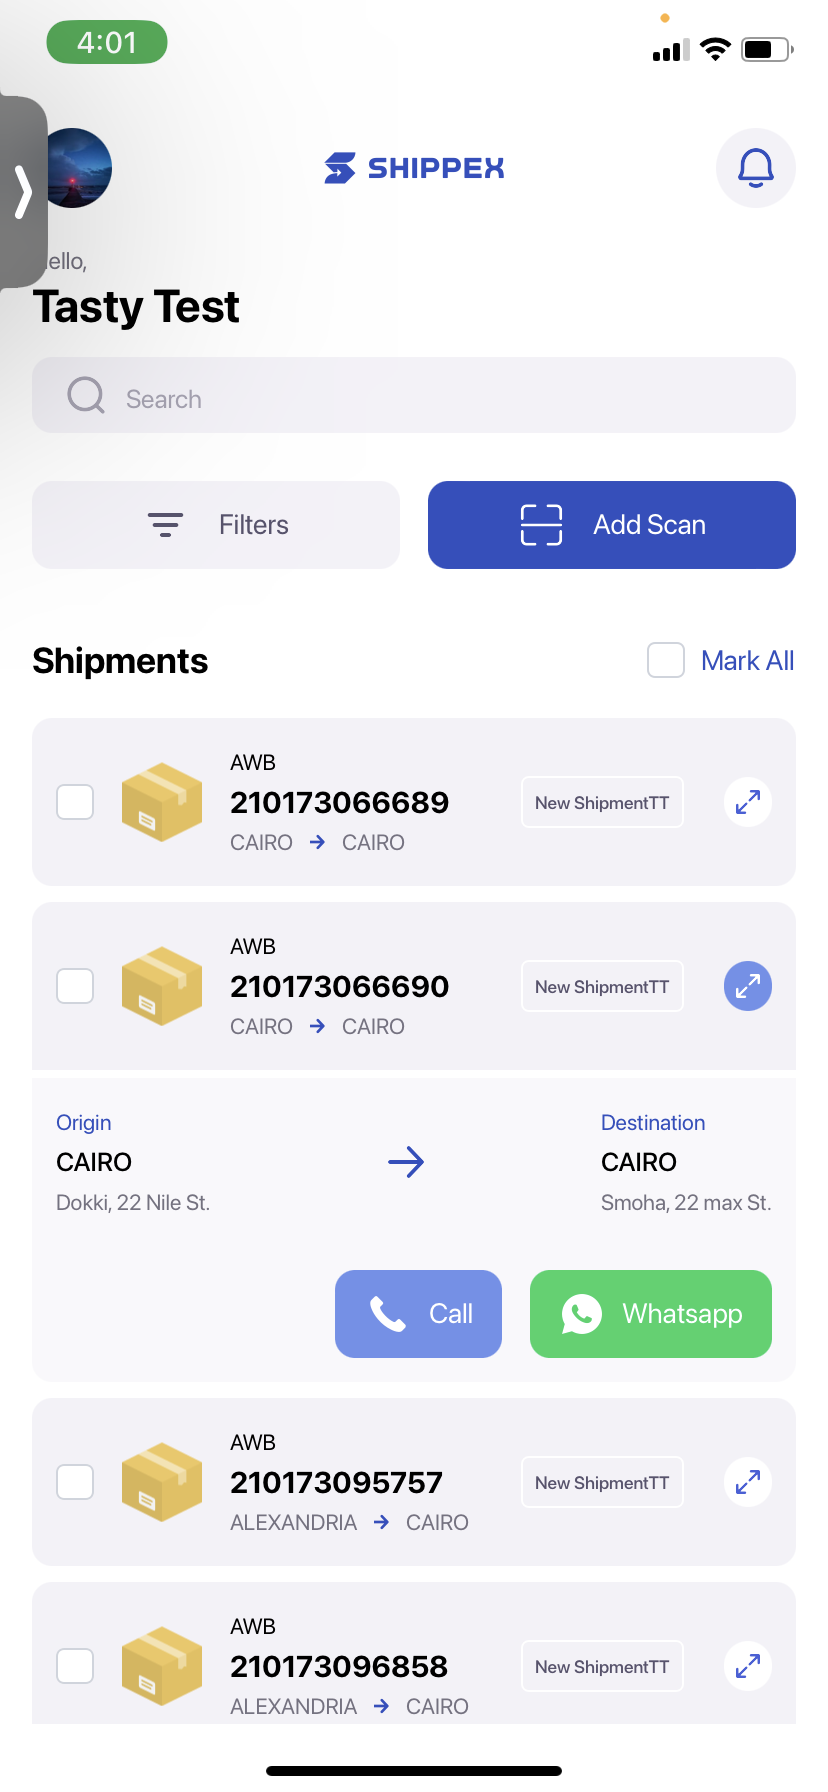 4:01
SHIPPEX
ello,
Tasty Test
Search
Filters
Add Scan
Shipments
Mark All
AWB
210173066689
New ShipmentTT
CAIRO → CAIRO
AWB
210173066690
New ShipmentTT
CAIRO → CAIRO
Origin
Destination
CAIRO
CAIRO
Dokki, 22 Nile St.
Smoha, 22 max St.
Call
Whatsapp
AWB
210173095757
New ShipmentTT
ALEXANDRIA → CAIRO
AWB
210173096858
New ShipmentTT
ALEXANDRIA → CAIRO